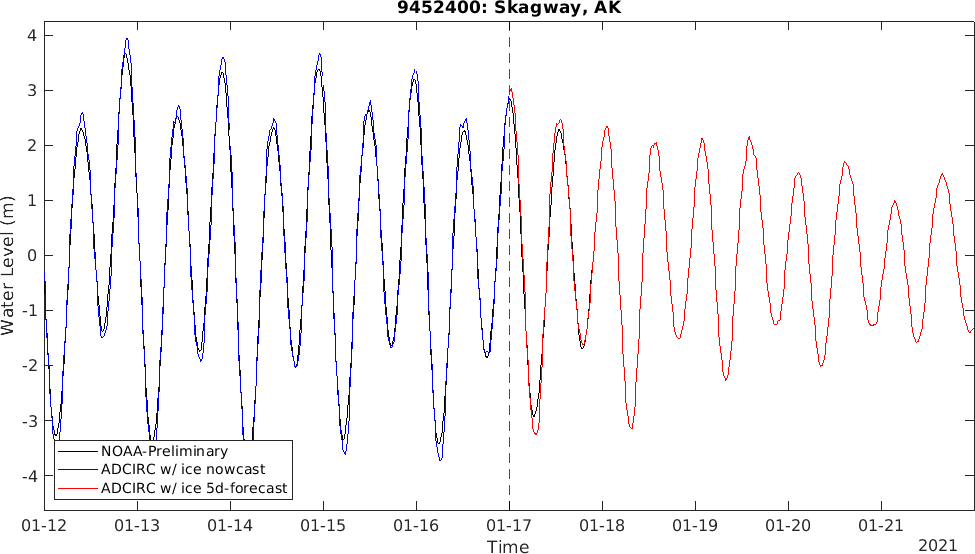 9452400: Skagway, AK
Water Level (m)
4
3
2
1
0
-1
-2
-3
-4
NOAA-Preliminary
ADCIRC w/ ice nowcast
ADCIRC w/ ice 5d-forecast
01-12 01-13 01-14 01-15 01-16 01-17 01-18 01-19 01-20 01-21
Time
2021